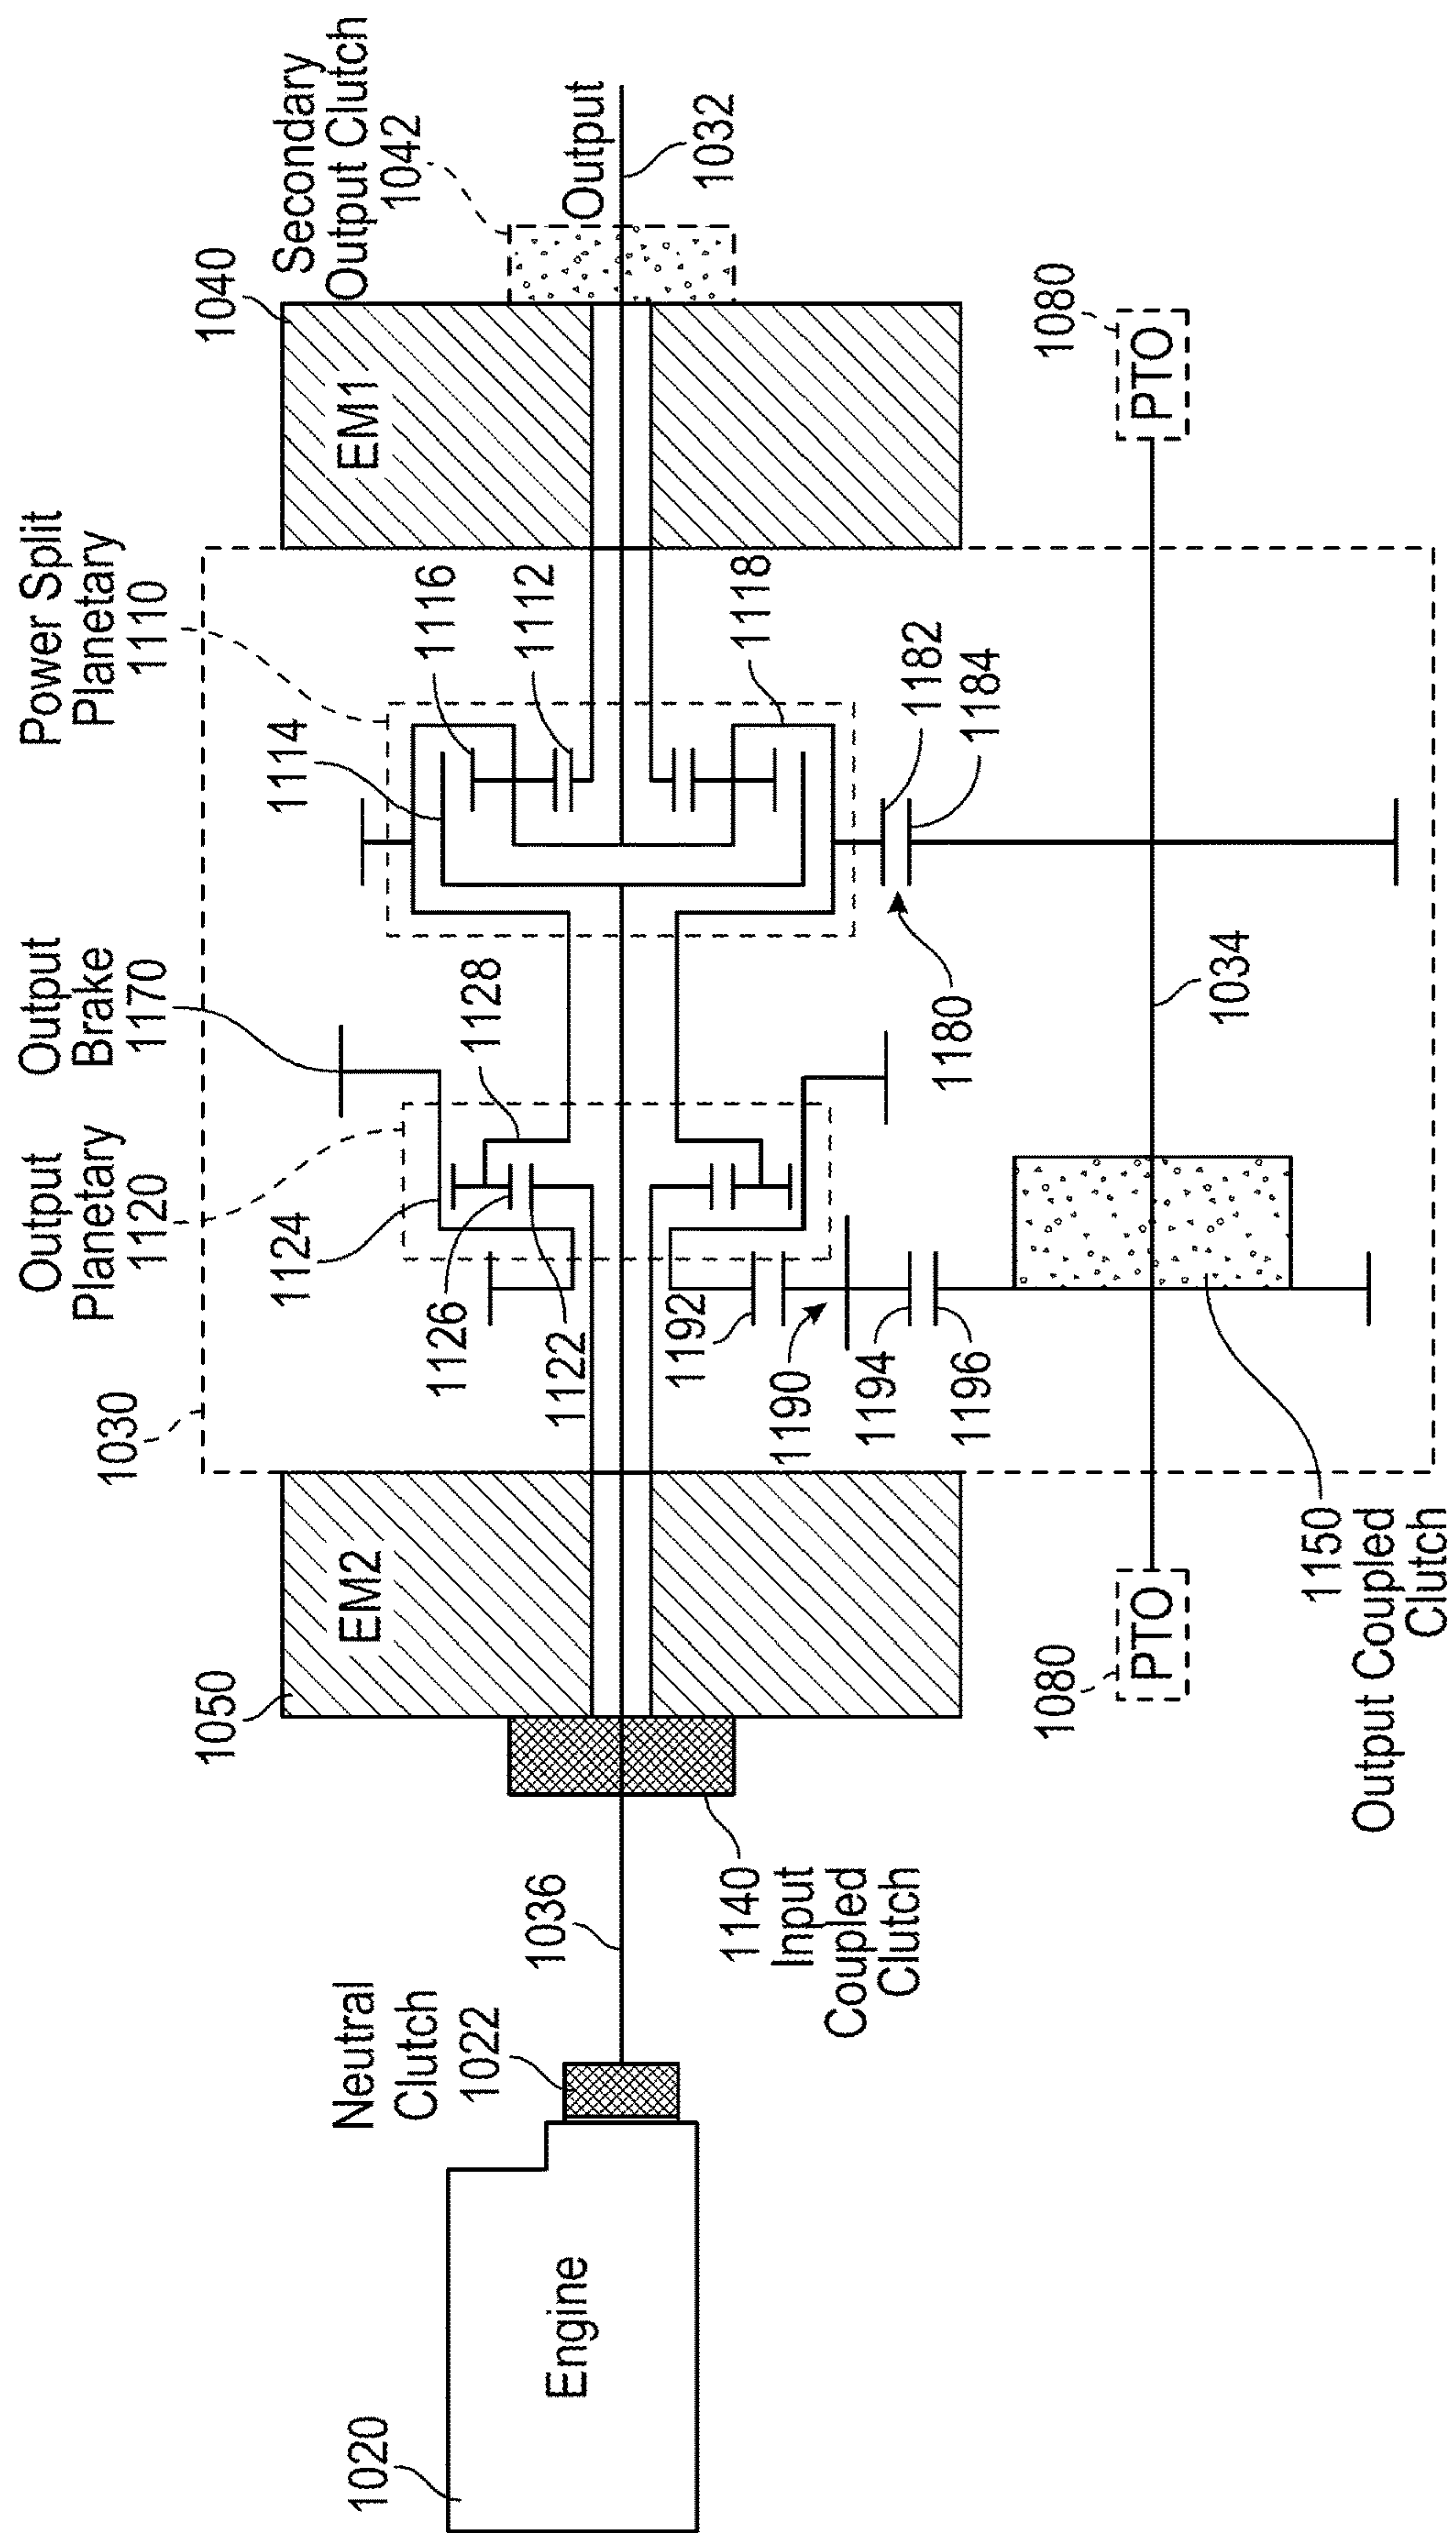 Secondary
Output Clutch
1042
Output
1032
1040
EM1
1080
PTO
Power Split
Planetary
1110
1116
1112
1118
1114
1182
1184
Output
Brake
1170
1128
1180
1034
Output
Planetary
1120
1124
1126
1122
1192
1190
1194
1196
1030
EM2
1050
1080
PTO
1150
Output Coupled
Clutch
1140
Input
Coupled
Clutch
1036
Neutral
Clutch
1022
Engine
1020